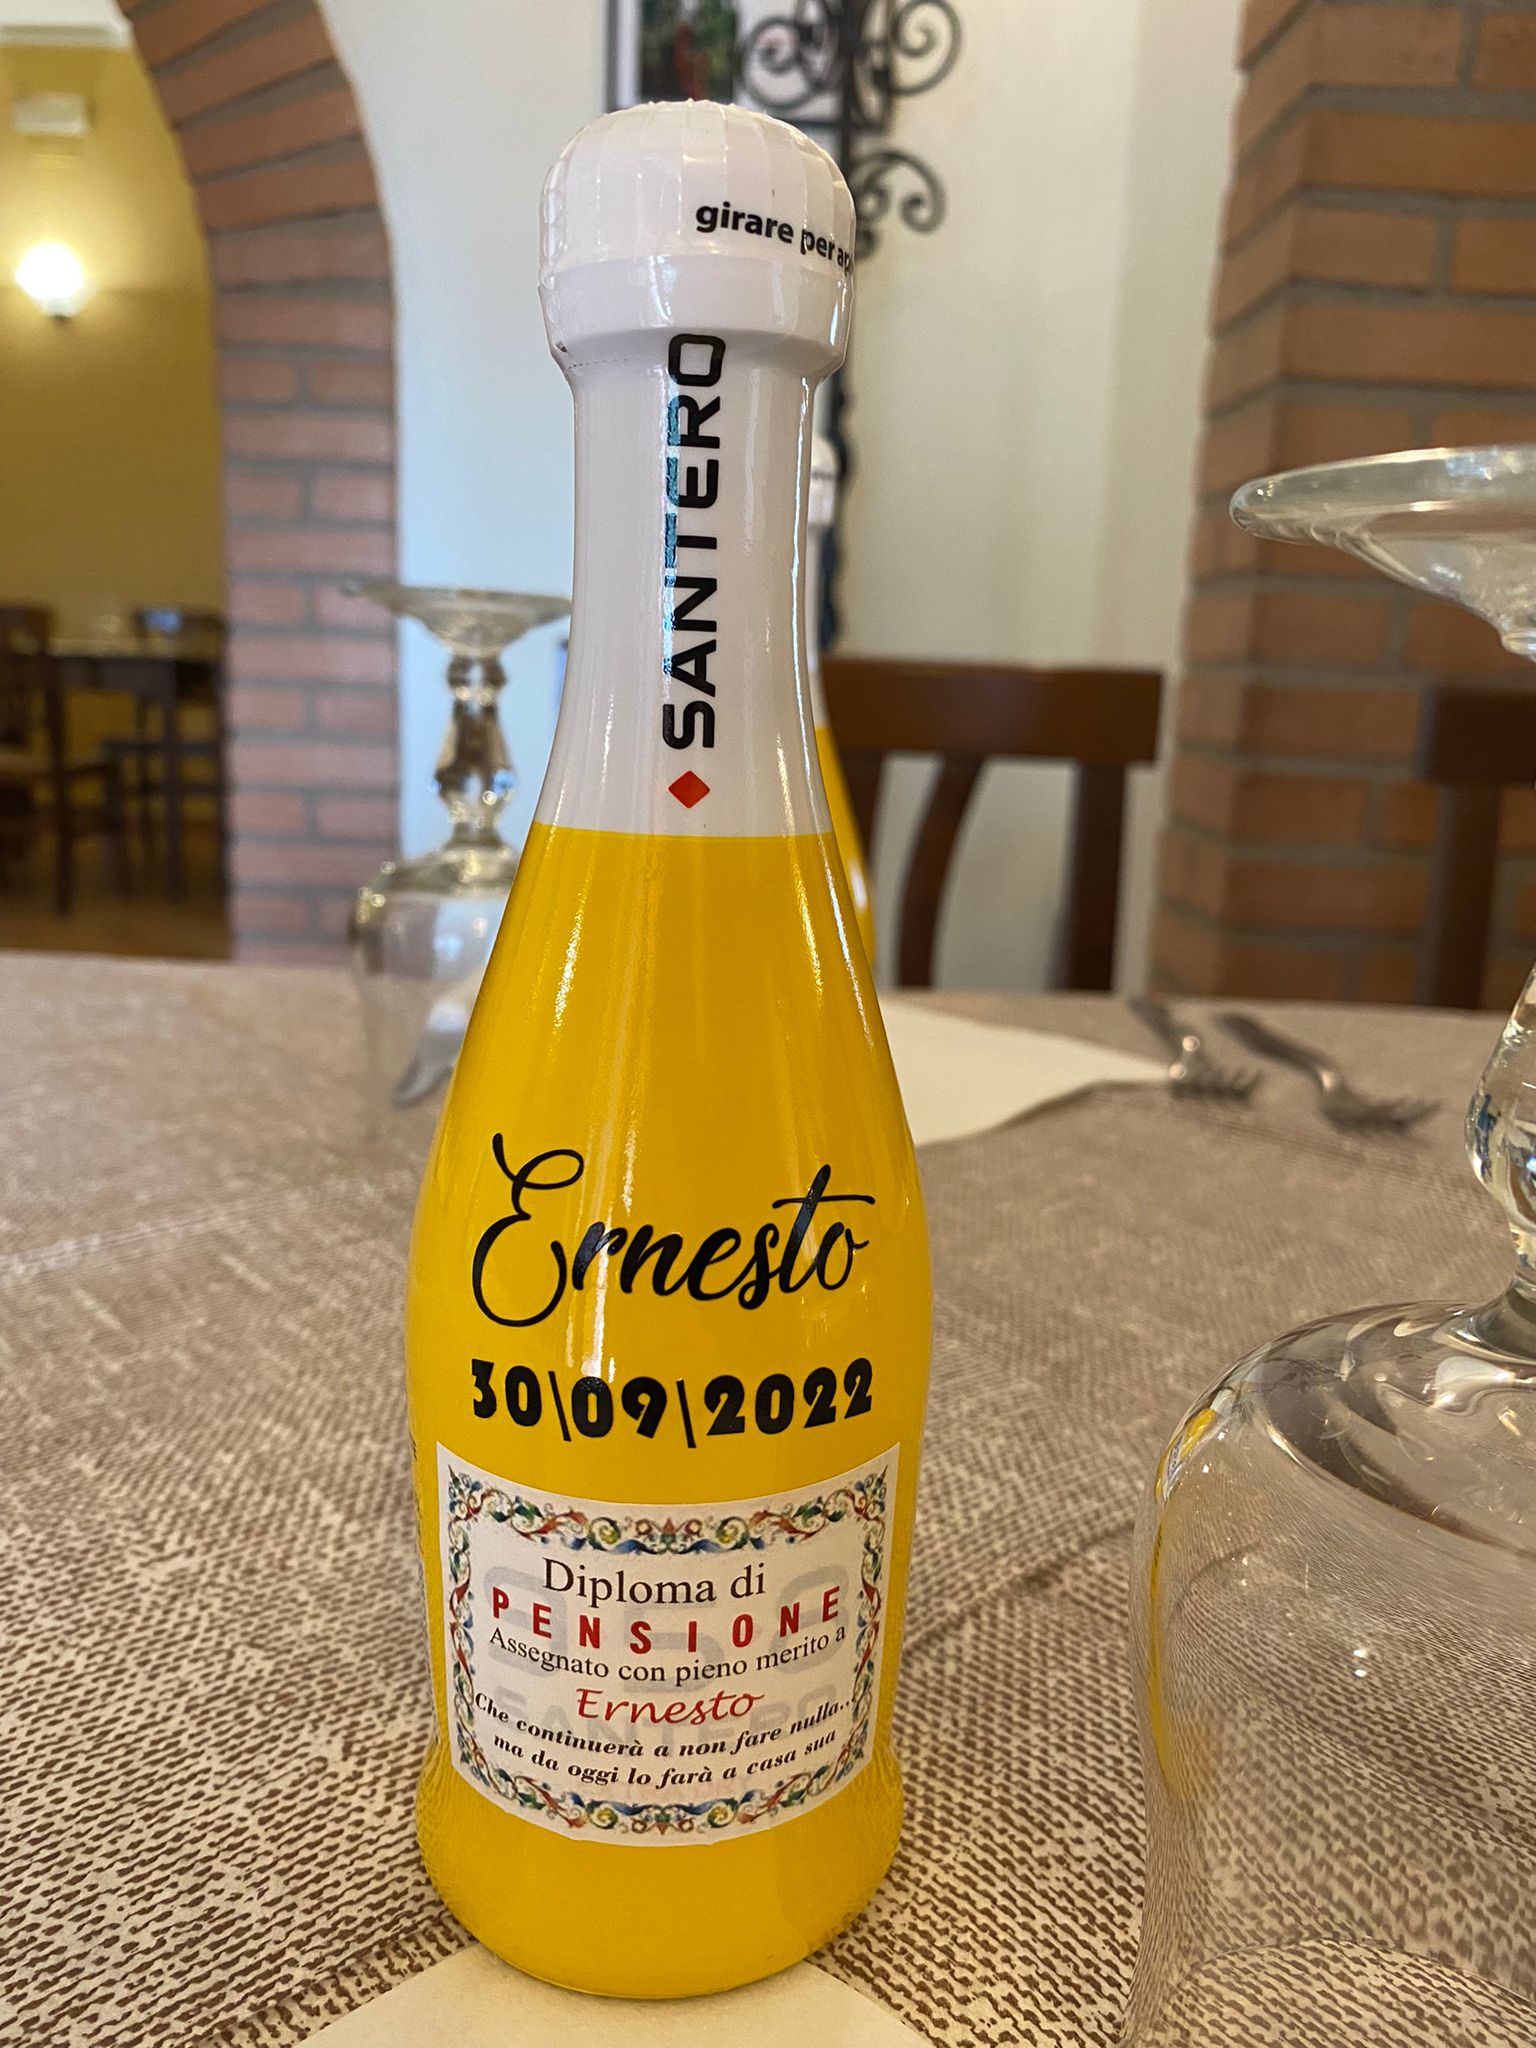 girare per
SANTERO
Ernesto
30\09\2022
Diploma di
PENSIONE
Assegnato con pieno merito a
Ernesto
Che continuerà a non fare nulla...
ma da oggi lo farà a casa sua